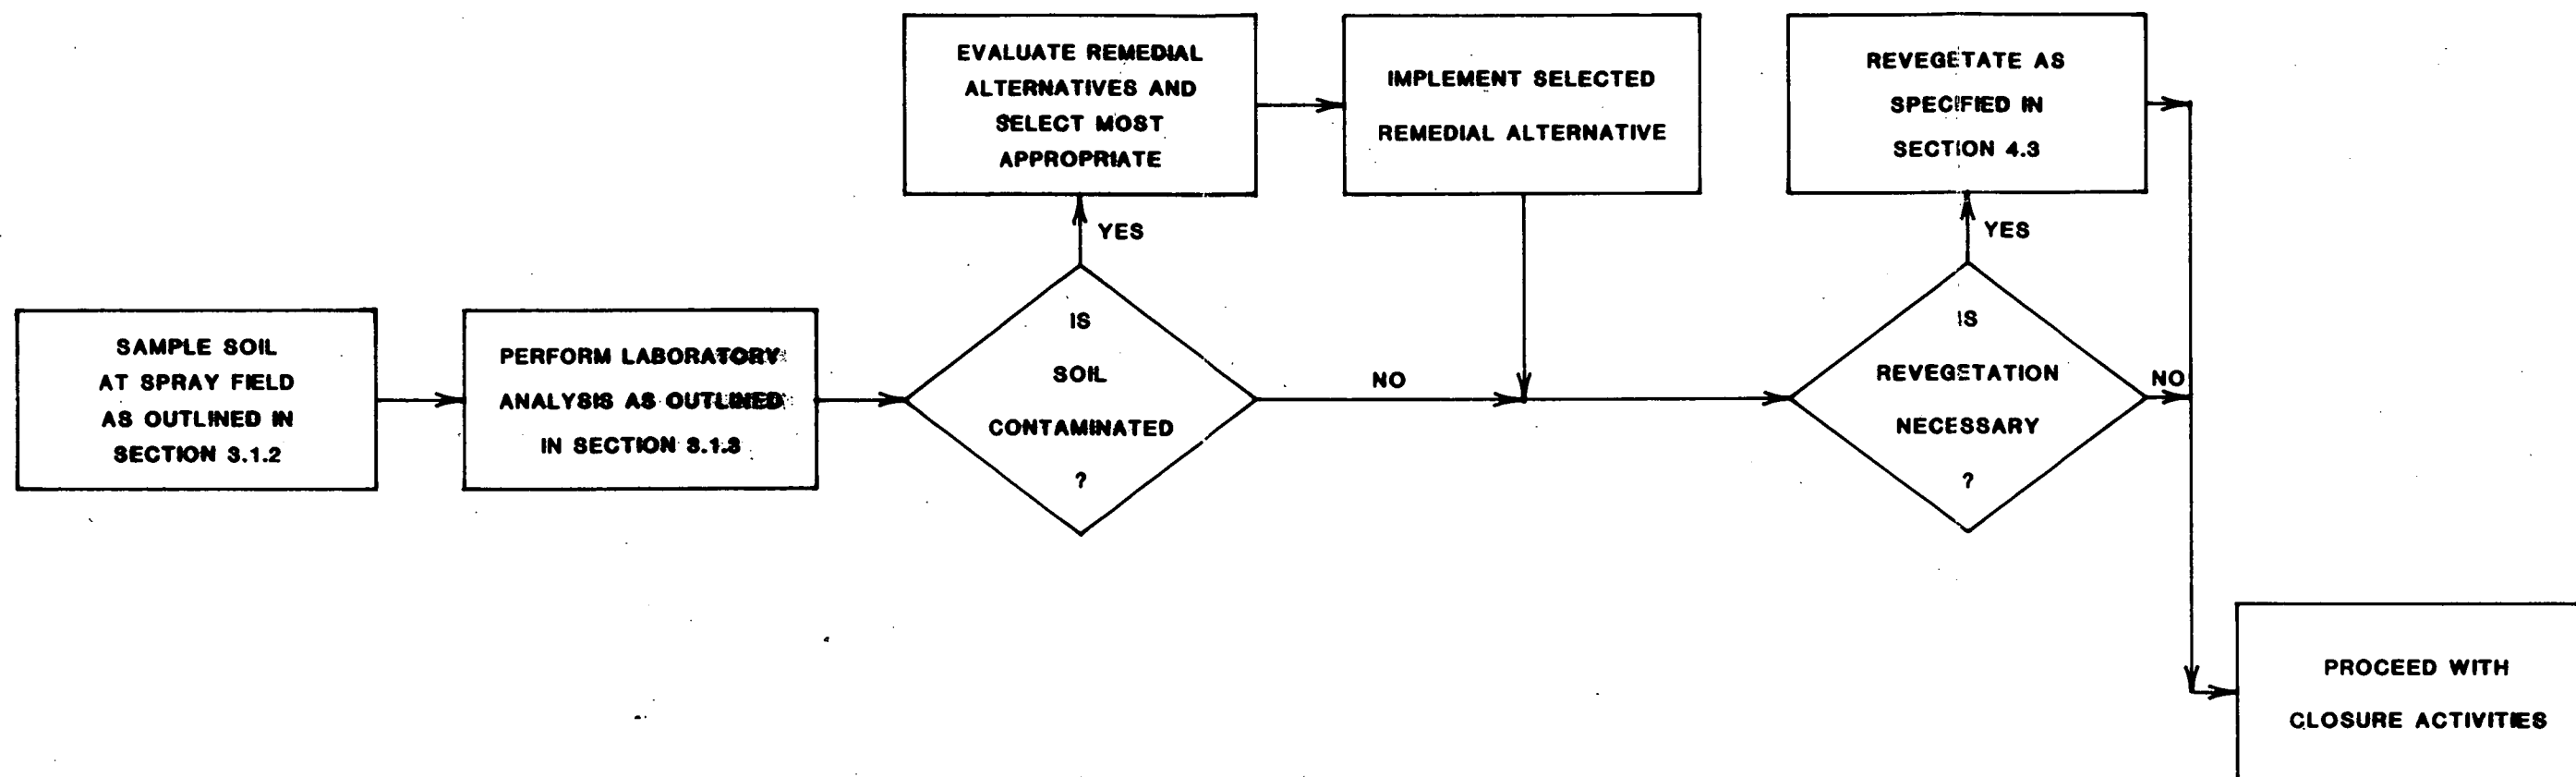 SAMPLE SOIL
AT SPRAY FIELD
AS OUTLINED IN
SECTION 3.1.2
PERFORM LABORATORY
ANALYSIS AS OUTLINED
IN SECTION 3.1.3
IS
SOIL
CONTAMINATED
?
YES
EVALUATE REMEDIAL
ALTERNATIVES AND
SELECT MOST
APPROPRIATE
IMPLEMENT SELECTED
REMEDIAL ALTERNATIVE
NO
IS
REVEGETATION
NECESSARY
?
YES
REVEGETATE AS
SPECIFIED IN
SECTION 4.3
NO
PROCEED WITH
CLOSURE ACTIVITIES